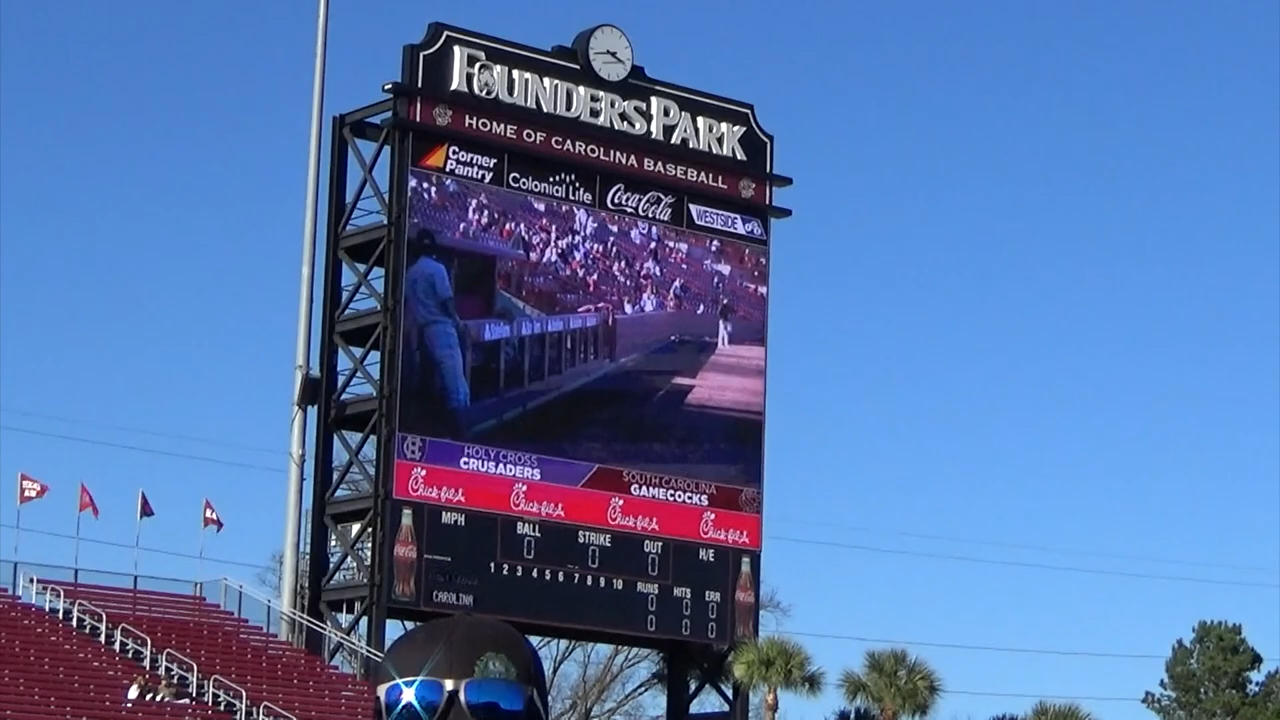 FOUNDERS PARK
HOME OF CAROLINA BASEBALL
Corner Pantry
Colonial Life
Coca-Cola
WESTSIDE
HOLY CROSS
CRUSADERS
SOUTH CAROLINA
GAMECOCKS
Chick-fil-A Chick-fil-A Chick-fil-A Chick-fil-A
MPH BALL STRIKE OUT H/E
0 0 0
1 2 3 4 5 6 7 8 9 10 RUNS HITS ERR
0 0 0
CAROLINA 0 0 0
Coca-Cola